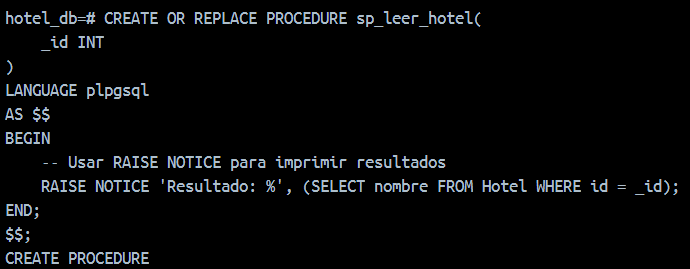 hotel_db=# CREATE OR REPLACE PROCEDURE sp_leer_hotel(
    _id INT
)
LANGUAGE plpgsql
AS $$
BEGIN
    -- Usar RAISE NOTICE para imprimir resultados
    RAISE NOTICE 'Resultado: %', (SELECT nombre FROM Hotel WHERE id = _id);
END;
$$;
CREATE PROCEDURE